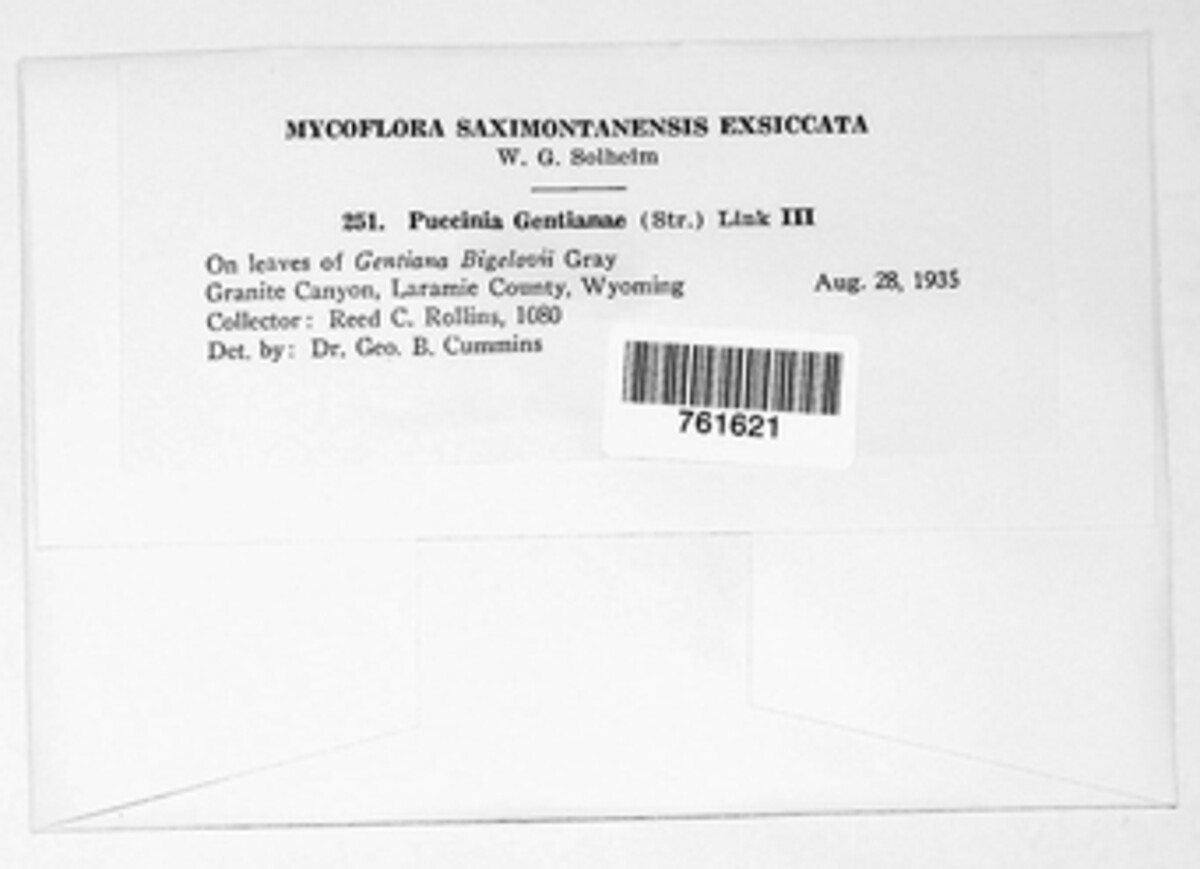 MYCOFLORA SAXIMONTANENSIS EXSICCATA
W. G. Solheim
251. Puccinia Gentianae (Str.) Link III
On leaves of Gentiana Bigelovii Gray
Granite Canyon, Laramie County, Wyoming Aug. 28, 1935
Collector: Reed C. Rollins, 1080
Det. by: Dr. Geo. B. Cummins
761621